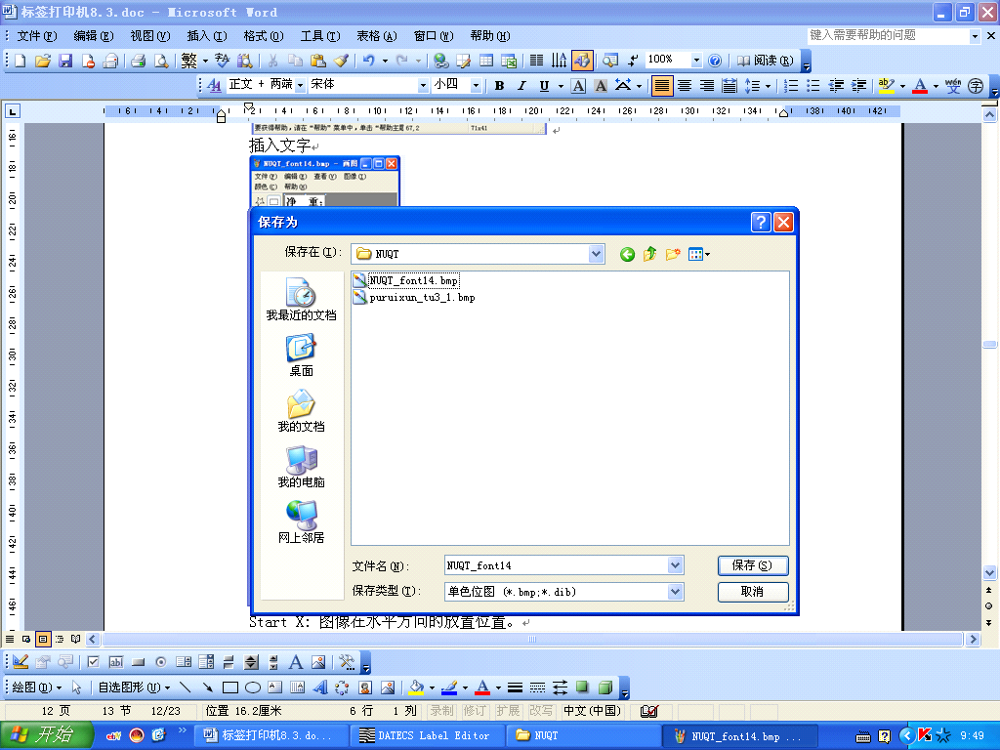 标签打印机8.3.doc - Microsoft Word
文件(F) 编辑(E) 视图(V) 插入(I) 格式(O) 工具(T) 表格(A) 窗口(W) 帮助(H) 键入需要帮助的问题
繁 100% 阅读(R)
正文 + 两端 宋体 小四 B I U A A
要获得帮助，请在“帮助”菜单中，单击“帮助主题 67,2 71x41
插入文字
NUQT_font14.bmp - 画图
文件(F) 编辑(E) 查看(V) 图像(I)
颜色(C) 帮助(H)
净 重:
保存为
保存在(I): NUQT
NUQT_font14.bmp
puruixun_tu3_1.bmp
我最近的文档
桌面
我的文档
我的电脑
网上邻居
文件名(N): NUQT_font14 保存(S)
保存类型(T): 单色位图 (*.bmp;*.dib) 取消
Start X: 图像在水平方向的放置位置。
绘图(D) 自选图形(U)
12 页 13 节 12/23 位置 16.2厘米 6 行 1 列 录制 修订 扩展 改写 中文(中国)
开始 标签打印机8.3.do... DATECS Label Editor NUQT NUQT_font14.bmp ... 9:49